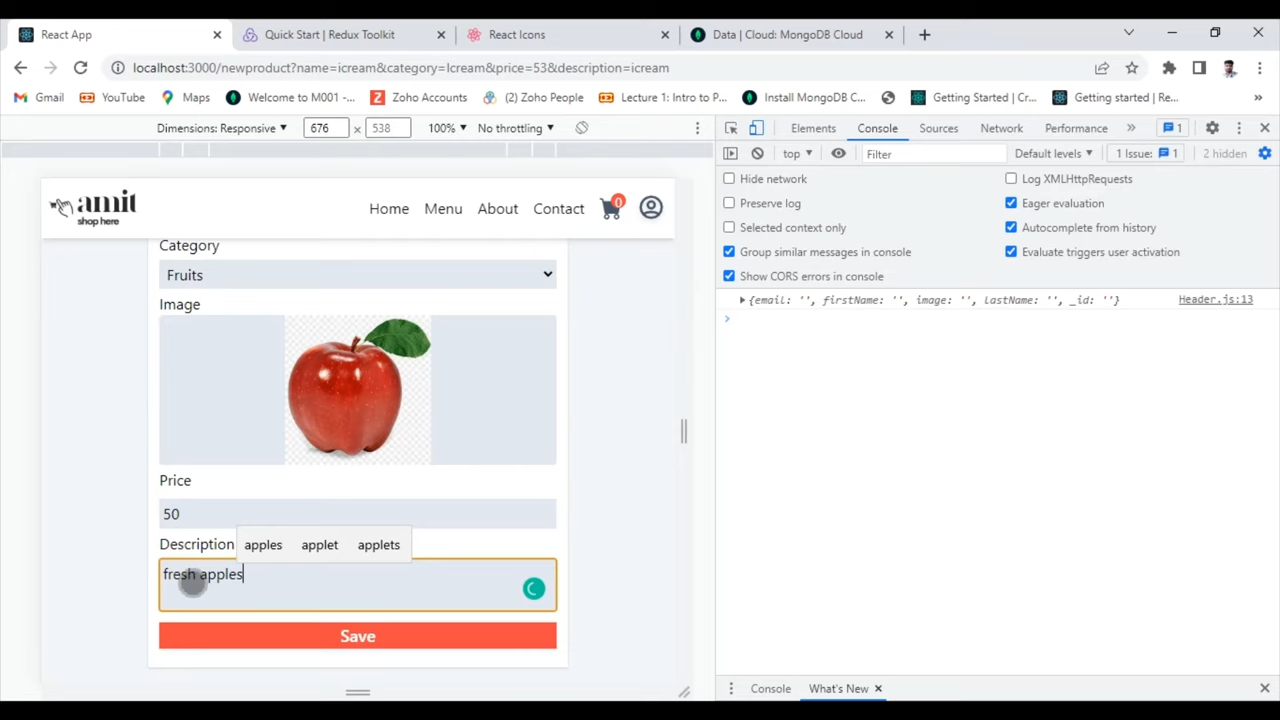 React App
Quick Start | Redux Toolkit
React Icons
Data | Cloud: MongoDB Cloud
localhost:3000/newproduct?name=icream&category=Icream&price=53&description=icream
Gmail
YouTube
Maps
Welcome to M001 -...
Zoho Accounts
(2) Zoho People
Lecture 1: Intro to P...
Install MongoDB C...
Getting Started | Cr...
Getting started | Re...
»
Dimensions: Responsive 676 × 538 100% No throttling
Elements Console Sources Network Performance » 1
top Filter Default levels 1 Issue: 1 2 hidden
Hide network
Log XMLHttpRequests
Preserve log
Eager evaluation
Selected context only
Autocomplete from history
Group similar messages in console
Evaluate triggers user activation
Show CORS errors in console
{email: '', firstName: '', image: '', lastName: '', _id: ''} Header.js:13
amit
shop here
Home Menu About Contact 0
Category
Fruits
Image
Price
50
Description
apples applet applets
fresh apples
Save
Console What's New